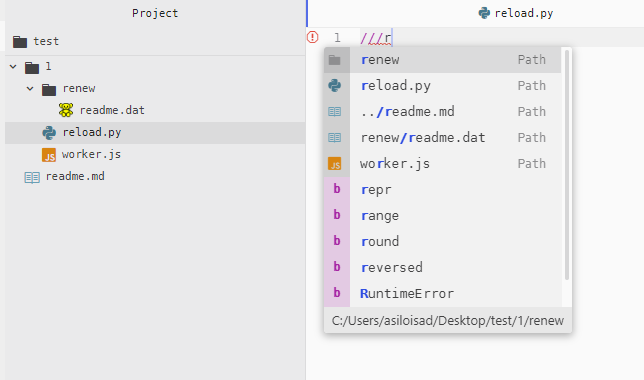 Project
test
1
renew
readme.dat
reload.py
JS worker.js
readme.md
reload.py
1 ///r
renew Path
reload.py Path
../readme.md Path
renew/readme.dat Path
JS worker.js Path
b repr
b range
b round
b reversed
b RuntimeError
C:/Users/asiloisad/Desktop/test/1/renew